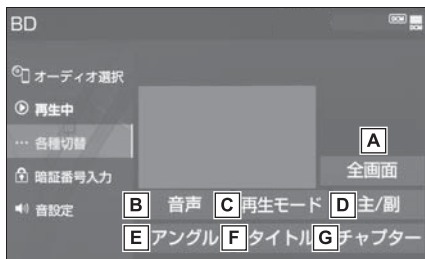 BD
DCM
DCM
オーディオ選択
再生中
… 各種切替
暗証番号入力
音設定
A
全画面
B 音声 C 再生モード D 主/副
E アングル F タイトル G チャプター